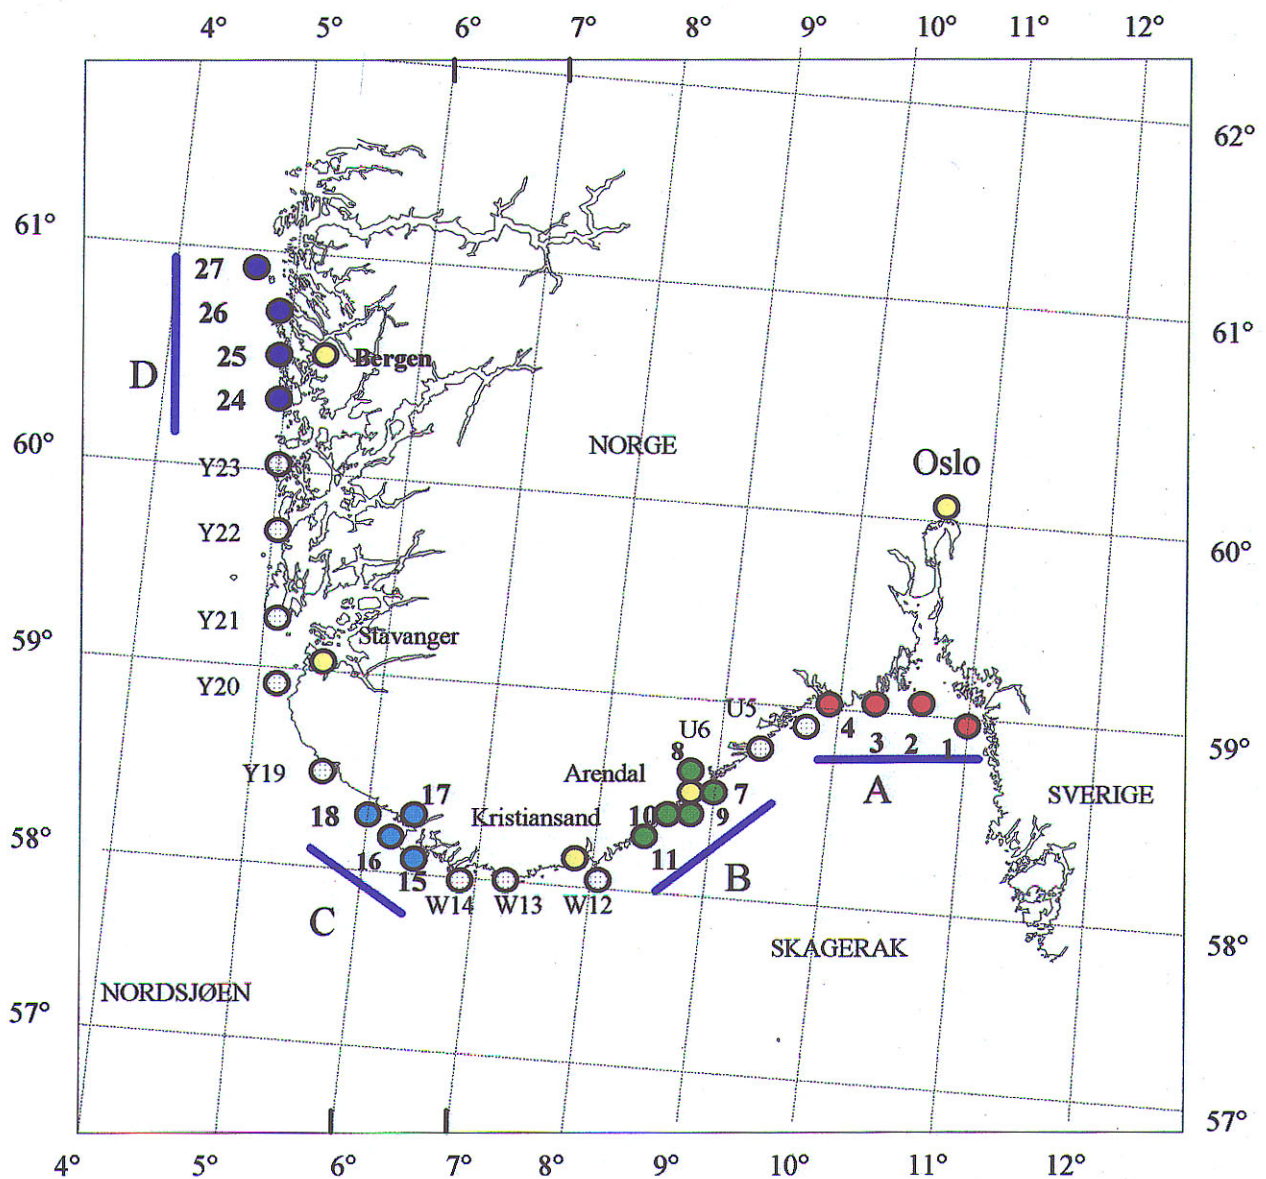 4° 5° 6° 7° 8° 9° 10° 11° 12°
62°
61°
27
26
61°
25 Bergen
D
24
60°
NORGE
Oslo
Y23
Y22
60°
Y21
59°
Stavanger
Y20
U5
U6
4 3 2 1
59°
8
Y19 Arendal
A
SVERIGE
17 7
18 Kristiansand 10 9
58°
16 11
15 B
W14 W13 W12
C
SKAGERAK
58°
NORDSJØEN
57°
57°
4° 5° 6° 7° 8° 9° 10° 11° 12°